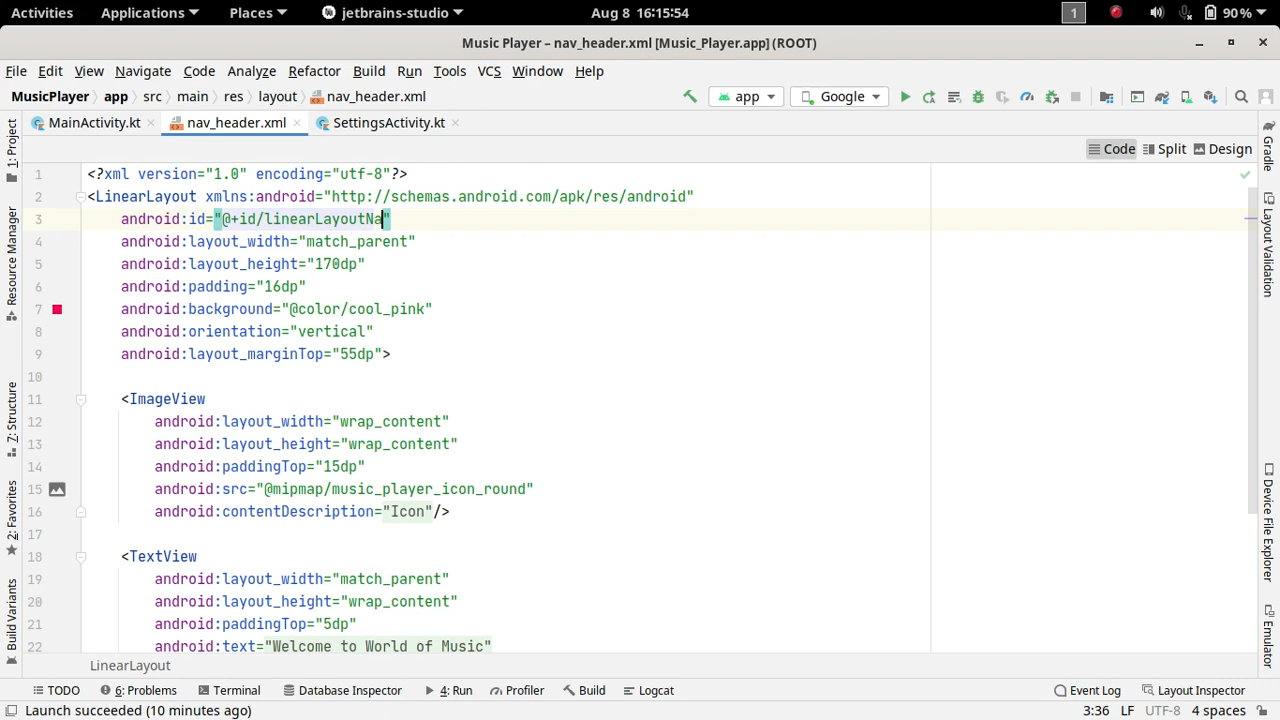 Activities Applications Places jetbrains-studio Aug 8 16:15:54 1 90%
Music Player – nav_header.xml [Music_Player.app] (ROOT)
File Edit View Navigate Code Analyze Refactor Build Run Tools VCS Window Help
MusicPlayer app src main res layout nav_header.xml app Google
MainActivity.kt nav_header.xml SettingsActivity.kt
Code Split Design
1 <?xml version="1.0" encoding="utf-8"?>
2 <LinearLayout xmlns:android="http://schemas.android.com/apk/res/android"
3 android:id="@+id/linearLayoutNa"
4 android:layout_width="match_parent"
5 android:layout_height="170dp"
6 android:padding="16dp"
7 android:background="@color/cool_pink"
8 android:orientation="vertical"
9 android:layout_marginTop="55dp">
10
11 <ImageView
12 android:layout_width="wrap_content"
13 android:layout_height="wrap_content"
14 android:paddingTop="15dp"
15 android:src="@mipmap/music_player_icon_round"
16 android:contentDescription="Icon"/>
17
18 <TextView
19 android:layout_width="match_parent"
20 android:layout_height="wrap_content"
21 android:paddingTop="5dp"
22 android:text="Welcome to World of Music"
LinearLayout
1: Project
Resource Manager
7: Structure
2: Favorites
Build Variants
Gradle
Layout Validation
Device File Explorer
Emulator
TODO 6: Problems Terminal Database Inspector 4: Run Profiler Build Logcat Event Log Layout Inspector
Launch succeeded (10 minutes ago) 3:36 LF UTF-8 4 spaces